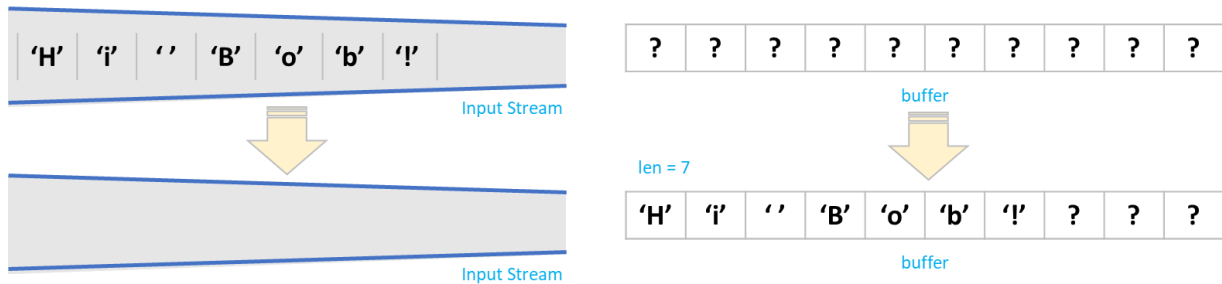 ‘H’ ‘i’ ‘ ’ ‘B’ ‘o’ ‘b’ ‘!’
Input Stream
Input Stream
? ? ? ? ? ? ? ? ? ?
buffer
len = 7
‘H’ ‘i’ ‘ ’ ‘B’ ‘o’ ‘b’ ‘!’ ? ? ?
buffer